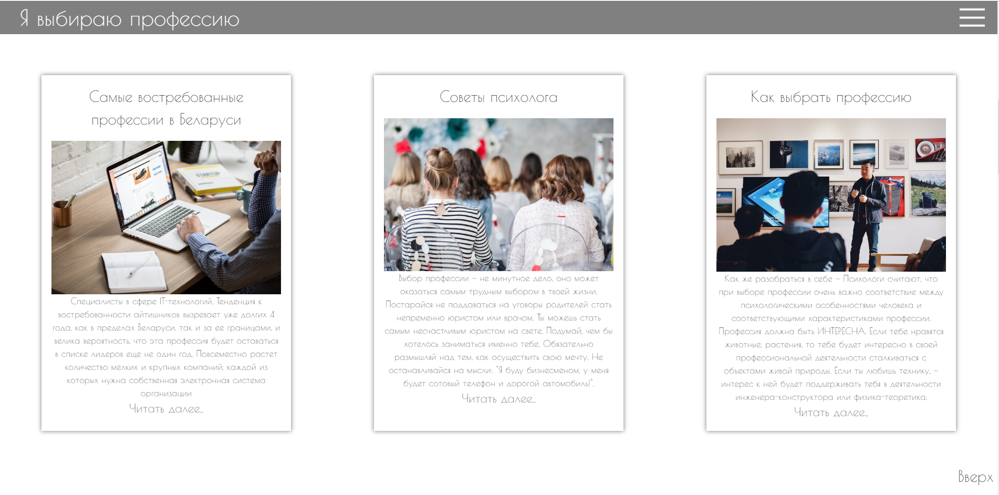 Я выбираю профессию
Самые востребованные
профессии в Беларуси
STARTUP
Специалисты в сфере IT-технологий. Тенденция к
востребованности айтишников вызревает уже долгих 4
года, как в пределах Беларуси, так и за ее границами, и
велика вероятность, что эта профессия будет оставаться
в списке лидеров еще не один год. Повсеместно растет
количество мелких и крупных компаний, каждой из
которых нужна собственная электронная система
организации
Читать далее..
Советы психолога
Выбор профессии – не минутное дело, оно может
оказаться самым трудным выбором в твоей жизни.
Постарайся не поддаваться на уговоры родителей стать
непременно юристом или врачом. Ты можешь стать
самым несчастливым юристом на свете. Подумай, чем бы
хотелось заниматься именно тебе. Обязательно
размышляй над тем, как осуществить свою мечту. Не
останавливайся на мысли: "Я буду бизнесменом, у меня
будет сотовый телефон и дорогой автомобиль!".
Читать далее..
Как выбрать профессию
Как же разобраться в себе – Психологи считают, что
при выборе профессии очень важно соответствие между
психологическими особенностями человека и
соответствующими характеристиками профессии.
Профессия должна быть ИНТЕРЕСНА. Если тебе нравятся
животные, растения, то тебе будет интересно в своей
профессиональной деятельности сталкиваться с
объектами живой природы. Если ты любишь технику, –
интерес к ней будет поддерживать тебя в деятельности
инженера-конструктора или физика-теоретика.
Читать далее..
Вверх